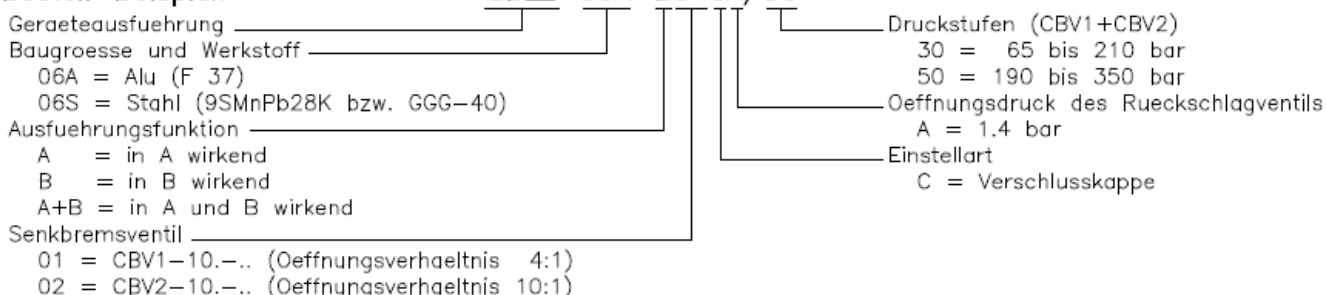 Geraeteausfuehrung
Baugroesse und Werkstoff
06A = Alu (F 37)
06S = Stahl (9SMnPb28K bzw. GGG-40)
Ausfuehrungsfunktion
A = in A wirkend
B = in B wirkend
A+B = in A und B wirkend
Senkbremsventil
01 = CBV1-10.-.. (Oeffnungsverhaeltnis 4:1)
02 = CBV2-10.-.. (Oeffnungsverhaeltnis 10:1)
Druckstufen (CBV1+CBV2)
30 = 65 bis 210 bar
50 = 190 bis 350 bar
Oeffnungsdruck des Rueckschlagventils
A = 1.4 bar
Einstellart
C = Verschlusskappe